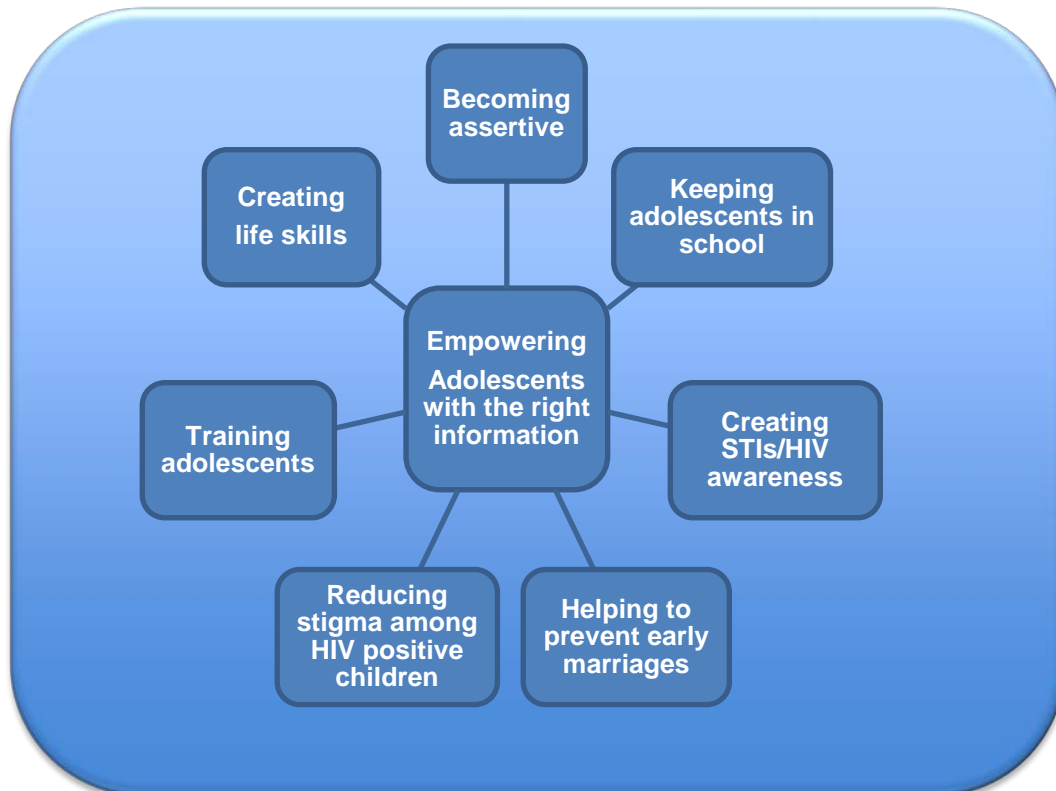 Becoming
assertive
Keeping
adolescents in
school
Creating
STIs/HIV
awareness
Helping to
prevent early
marriages
Reducing
stigma among
HIV positive
children
Training
adolescents
Creating
life skills
Empowering
Adolescents
with the right
information